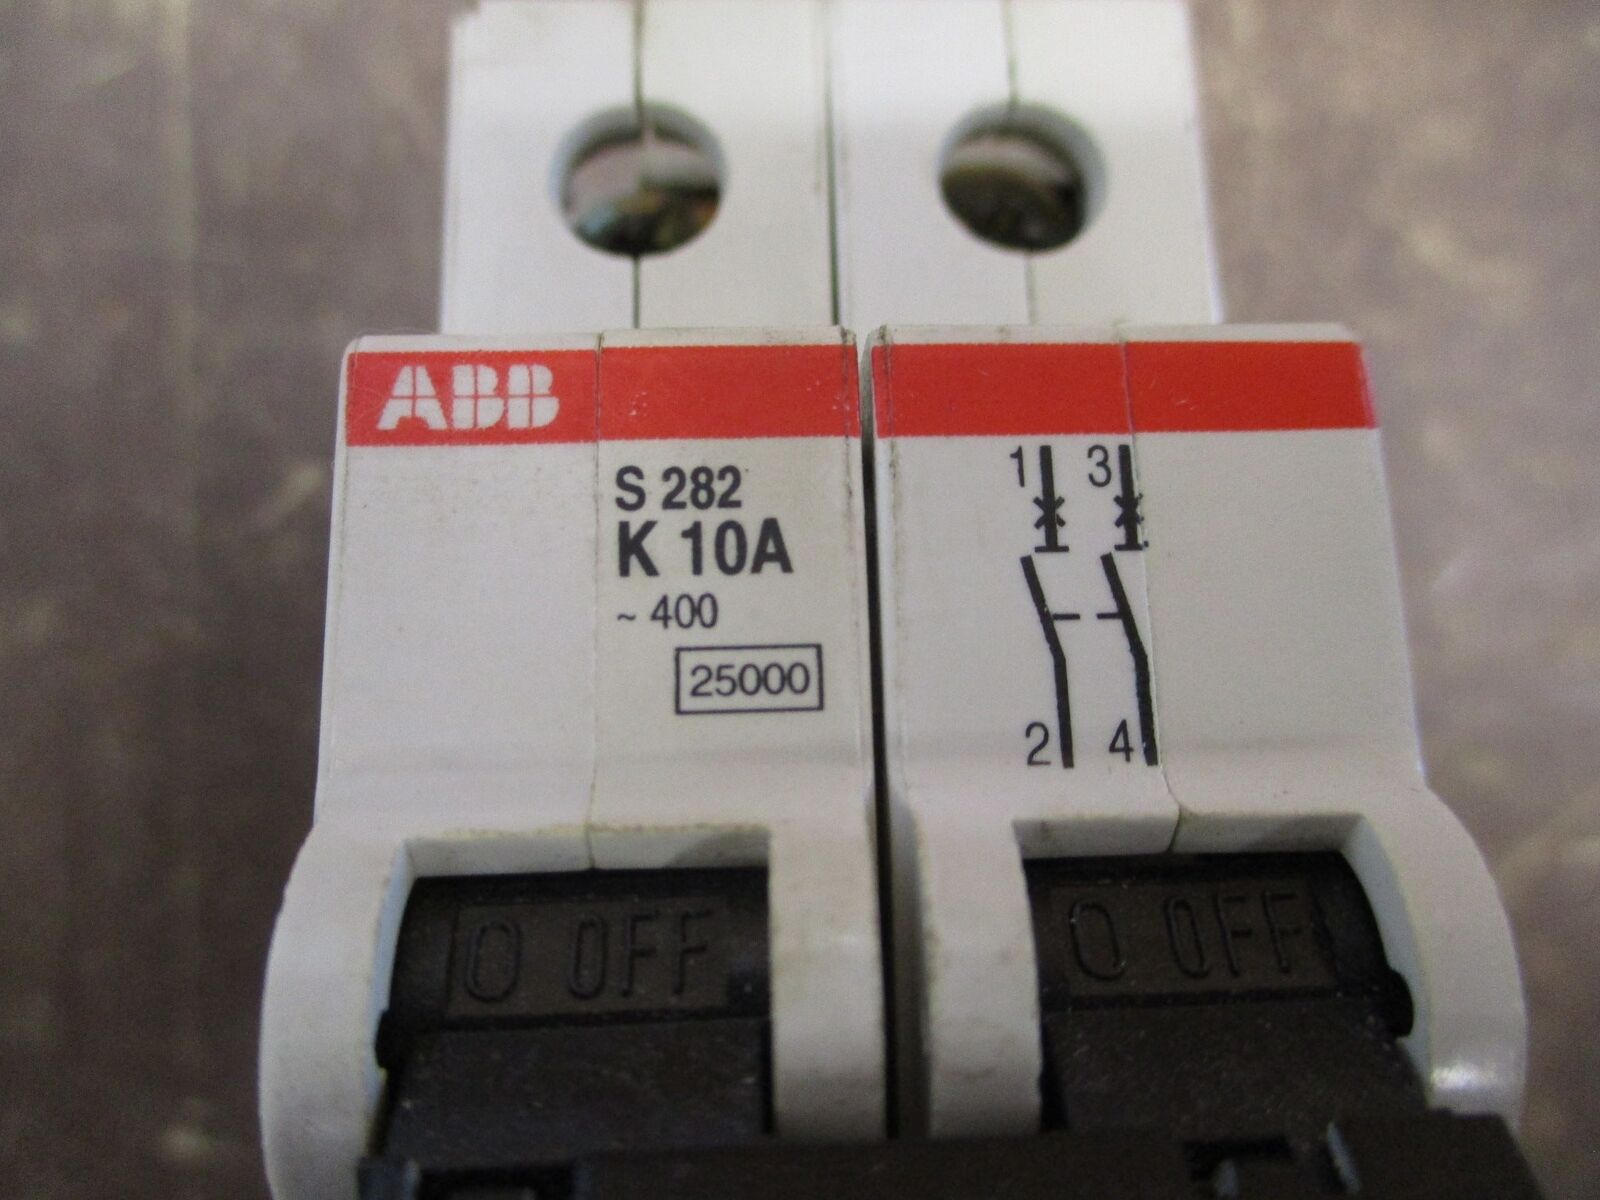 ABB
S 282
K 10A
~ 400
25000
1 3
2 4
O OFF O OFF